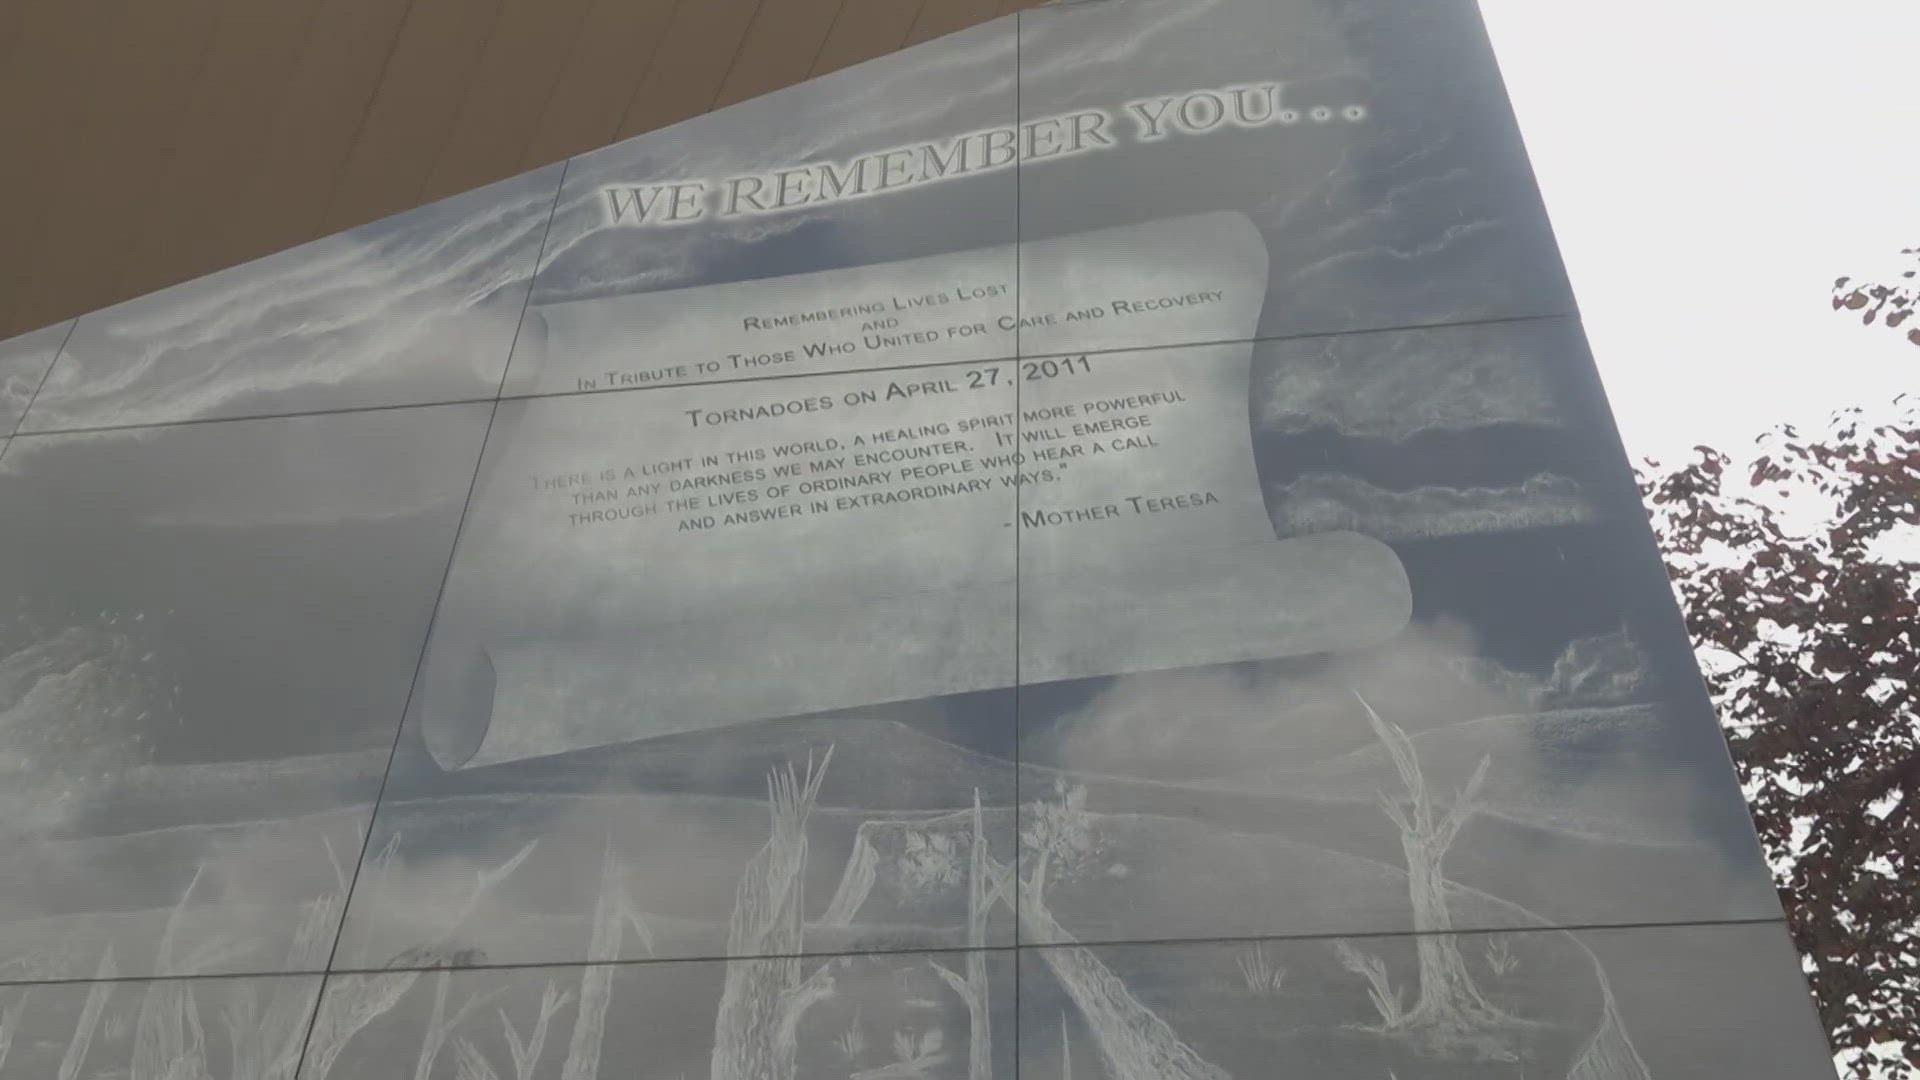 WE REMEMBER YOU...
REMEMBERING LIVES LOST
AND
IN TRIBUTE TO THOSE WHO UNITED FOR CARE AND RECOVERY
TORNADOES ON APRIL 27, 2011
THERE IS A LIGHT IN THIS WORLD, A HEALING SPIRIT MORE POWERFUL
THAN ANY DARKNESS WE MAY ENCOUNTER. IT WILL EMERGE
THROUGH THE LIVES OF ORDINARY PEOPLE WHO HEAR A CALL
AND ANSWER IN EXTRAORDINARY WAYS."
- MOTHER TERESA